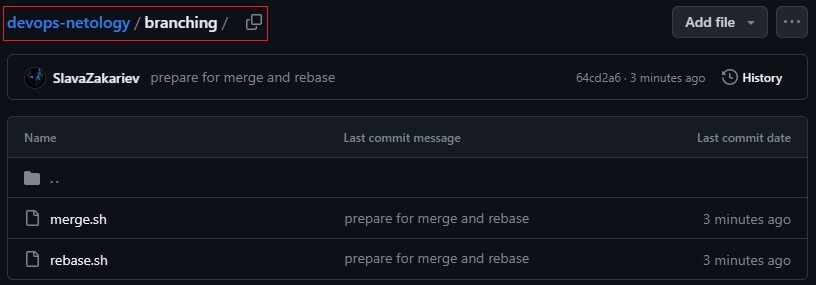 devops-netology / branching / Add file ...
SlavaZakariev prepare for merge and rebase 64cd2a6 · 3 minutes ago History
Name Last commit message Last commit date
..
merge.sh prepare for merge and rebase 3 minutes ago
rebase.sh prepare for merge and rebase 3 minutes ago